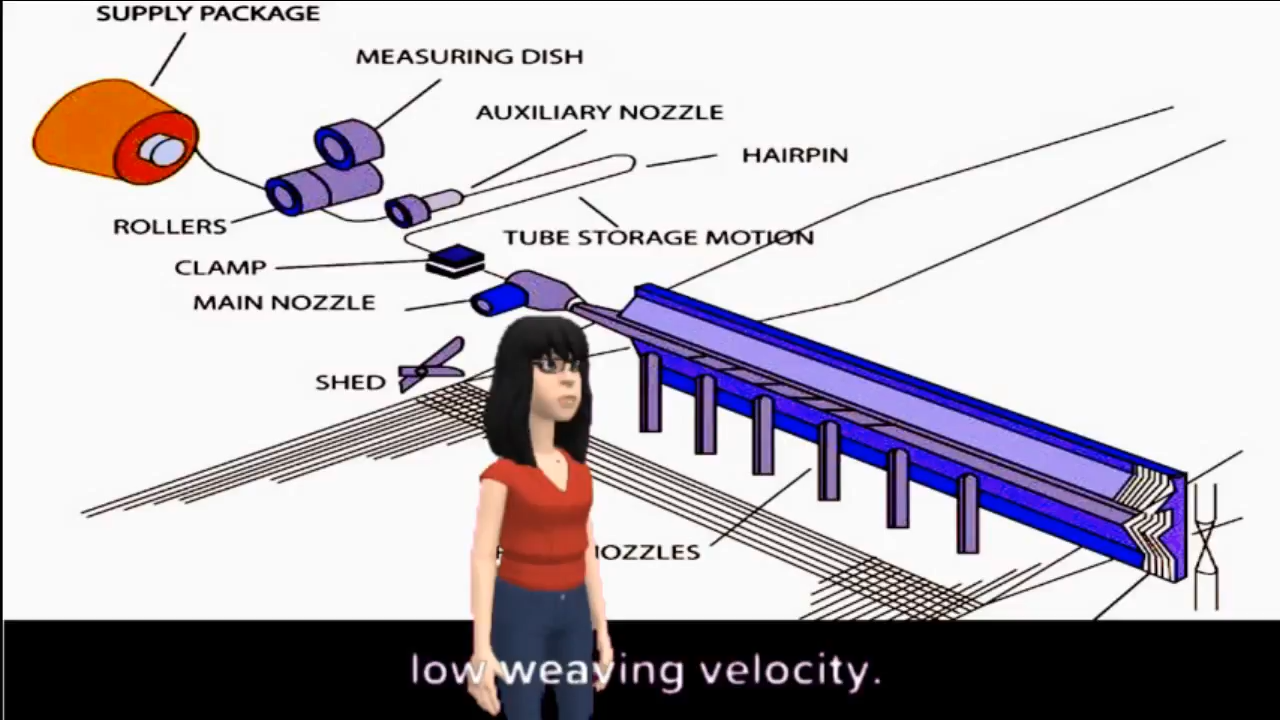 SUPPLY PACKAGE
MEASURING DISH
AUXILIARY NOZZLE
HAIRPIN
ROLLERS
TUBE STORAGE MOTION
CLAMP
MAIN NOZZLE
SHED
NOZZLES
low weaving velocity.